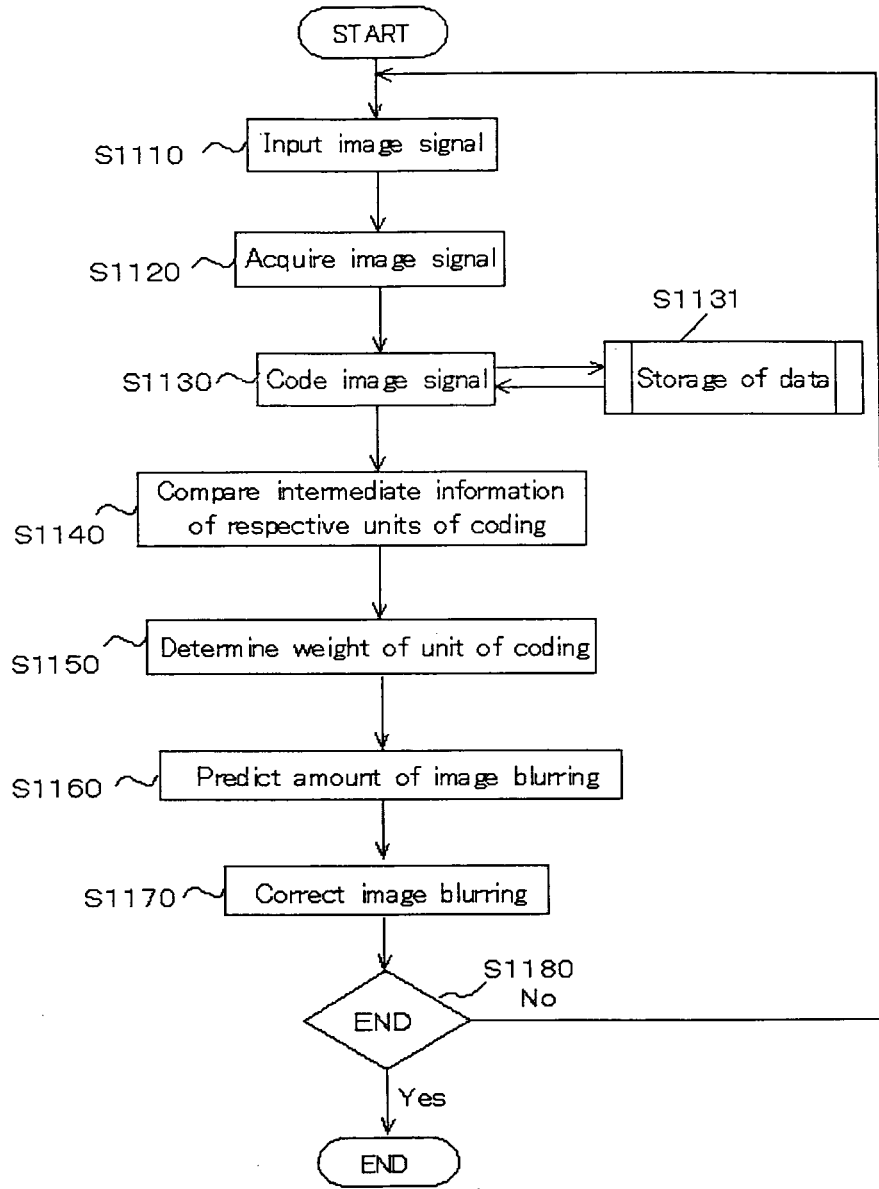 START
S1110
Input image signal
S1120
Acquire image signal
S1131
S1130
Code image signal
Storage of data
S1140
Compare intermediate information
of respective units of coding
S1150
Determine weight of unit of coding
S1160
Predict amount of image blurring
S1170
Correct image blurring
S1180
No
END
Yes
END